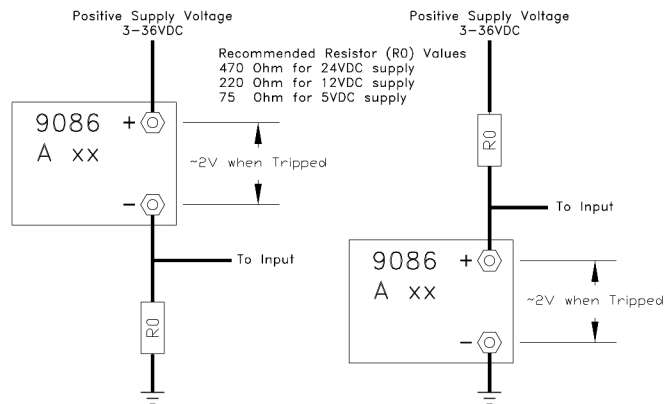 Positive Supply Voltage
3-36VDC
Recommended Resistor (R0) Values
470 Ohm for 24VDC supply
220 Ohm for 12VDC supply
75 Ohm for 5VDC supply
9086 +
A xx
~2V when Tripped
-
To Input
R0
Positive Supply Voltage
3-36VDC
R0
To Input
9086 +
A xx
~2V when Tripped
-